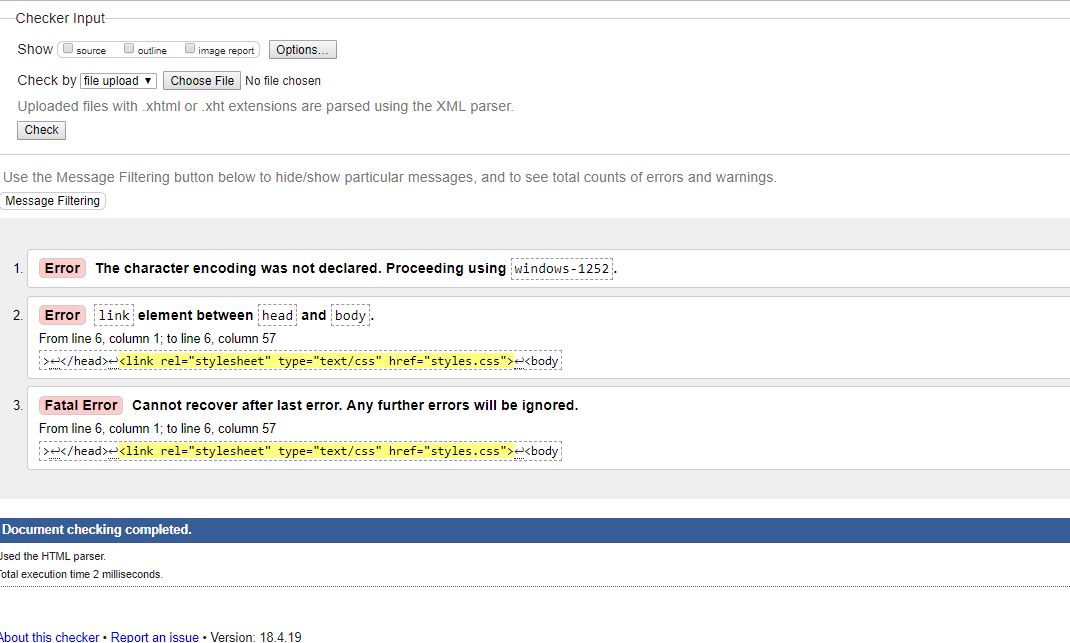 Checker Input
Show source outline image report Options...
Check by file upload ▼ Choose File No file chosen
Uploaded files with .xhtml or .xht extensions are parsed using the XML parser.
Check
Use the Message Filtering button below to hide/show particular messages, and to see total counts of errors and warnings.
Message Filtering
1. Error The character encoding was not declared. Proceeding using windows-1252.
2. Error link element between head and body.
From line 6, column 1; to line 6, column 57
>↩</head>↩<link rel="stylesheet" type="text/css" href="styles.css">↩<body
3. Fatal Error Cannot recover after last error. Any further errors will be ignored.
From line 6, column 1; to line 6, column 57
>↩</head>↩<link rel="stylesheet" type="text/css" href="styles.css">↩<body
Document checking completed.
Used the HTML parser.
Total execution time 2 milliseconds.
About this checker • Report an issue • Version: 18.4.19